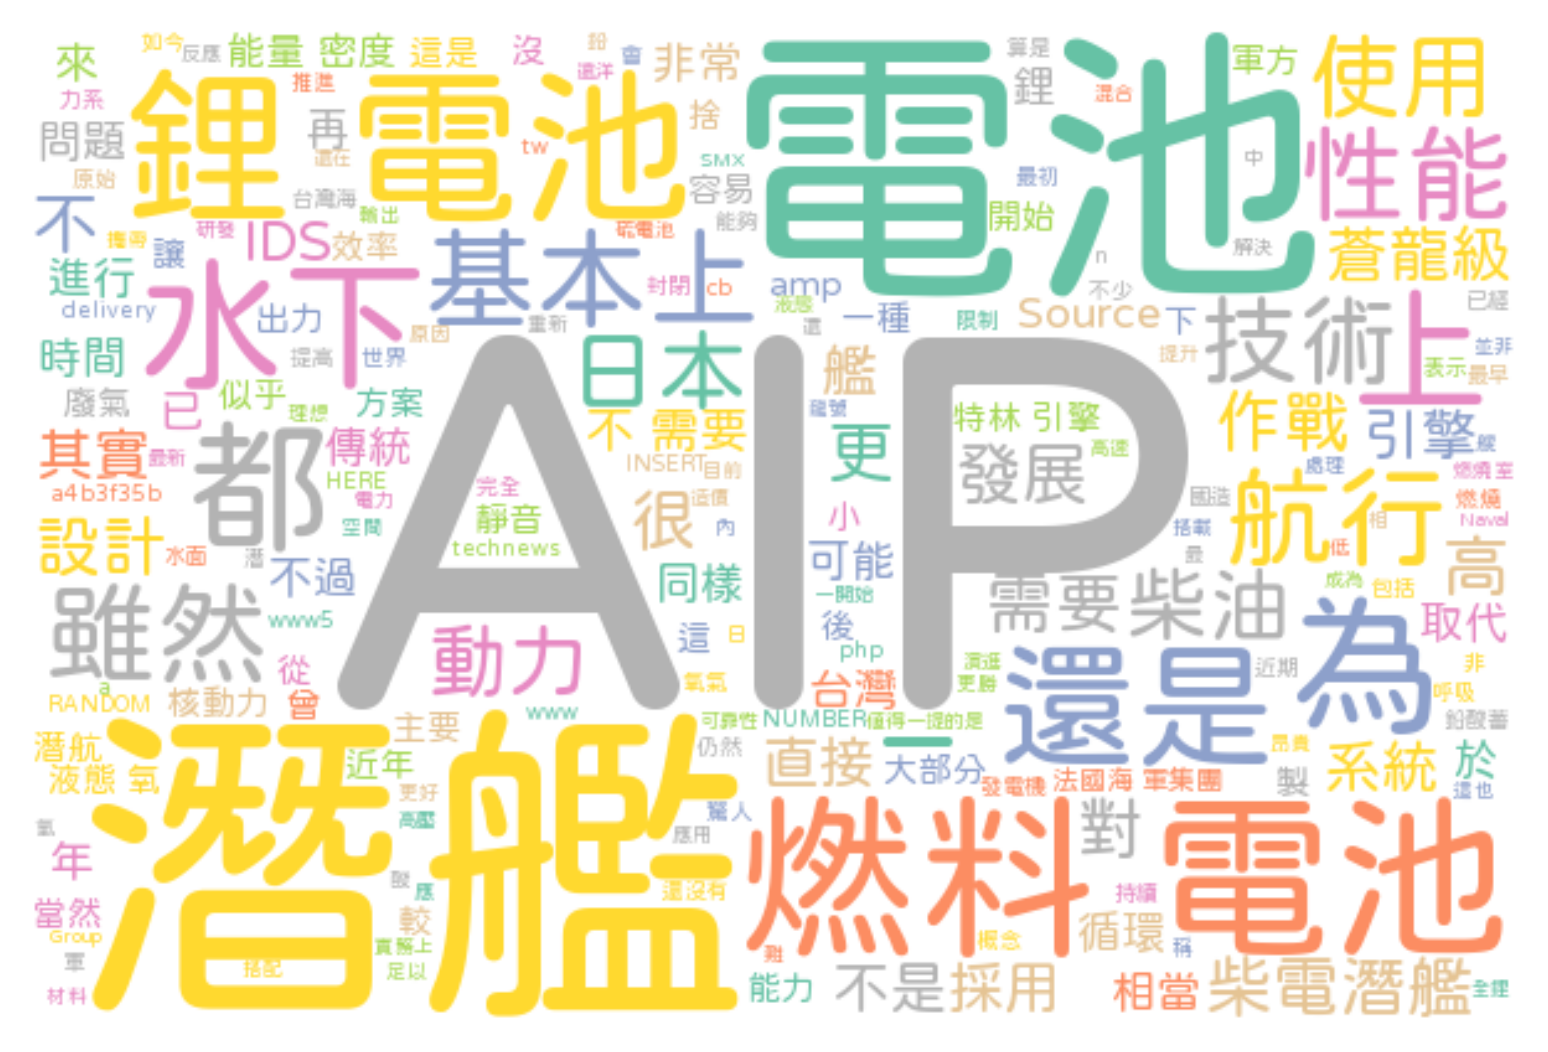 如今
反應
能量 密度
這是
沒
鉛
會
遠洋
非常
電池
算是
鋰
軍方
混合
使用
來
力系
推進
鋰電池
再
還在
tw
捨
SMX
容易
能夠
最初
中
性能
問題
原始
台灣海
輸出
研發
IDS
效率
硫電池
開始
解決
n
不少
蒼龍級
不
攜帶
讓
進行
delivery
水下
出力
原因
基本上
重新
封閉
cb
amp
液態
還
一種
限制
Source
下
提升
技術
上
已經
並非
表示
最早
時間
提高
世界
日本
AIP
艦
龍號
廢氣
已
似乎
理想
方案
不 需要
特林 引擎
高速
作戰
引擎
艘
處理
其實
最新
都
傳統
HERE
電力
INSERT
目前
更
發展
燃燒室
a4b3f35b
完全
很
造價
內
小
國造
航行
相
燃燒
Naval
設計
水面
潛
空間
靜音
technews
可能
搭載
最
低
高
雖然
不過
同樣
一開始
需要
柴油
成為
包括
www5
從
動力
這
日
後
php
還是
為
取代
a
RANDOM
核動力
曾
www
氧氣
台灣
演進
更勝
近期
非
呼吸
潛航
液態 氧
潛艦
主要
近年
可靠性
NUMBER
值得一提的是
仍然
直接
一
大部分
發電機
法國海 軍集團
昂貴
製
系統
鉛酸蓄
於
這也
更好
高壓
驚人
應用
燃料 電池
對
氫
年
酸
應
還沒有
持續
當然
Group
較
實務上
足以
難
概念
循環
稱
軍
材料
搭配
能力
不是
採用
相當
柴電潛艦
全鋰